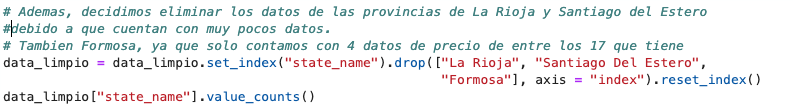 # Ademas, decidimos eliminar los datos de las provincias de La Rioja y Santiago del Estero
#debido a que cuentan con muy pocos datos.
# Tambien Formosa, ya que solo contamos con 4 datos de precio de entre los 17 que tiene
data_limpio = data_limpio.set_index("state_name").drop(["La Rioja", "Santiago Del Estero",
"Formosa"], axis = "index").reset_index()
data_limpio["state_name"].value_counts()